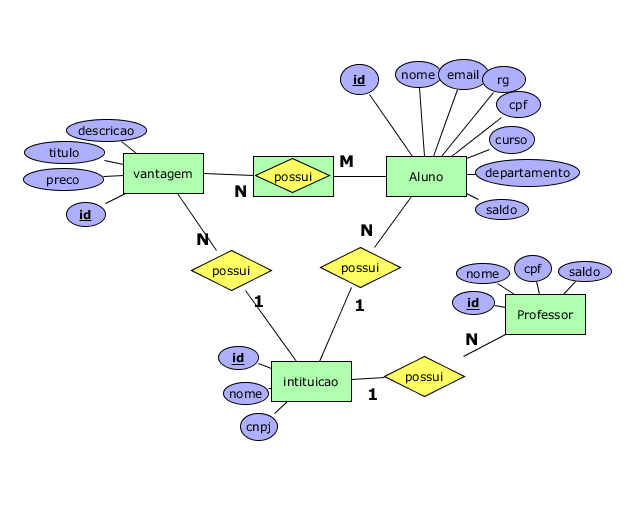 id
nome
email
rg
cpf
curso
departamento
saldo
descricao
titulo
preco
id
vantagem
N
possui
M
Aluno
N
possui
1
N
possui
1
nome
cpf
saldo
id
Professor
N
possui
1
id
nome
cnpj
intituicao